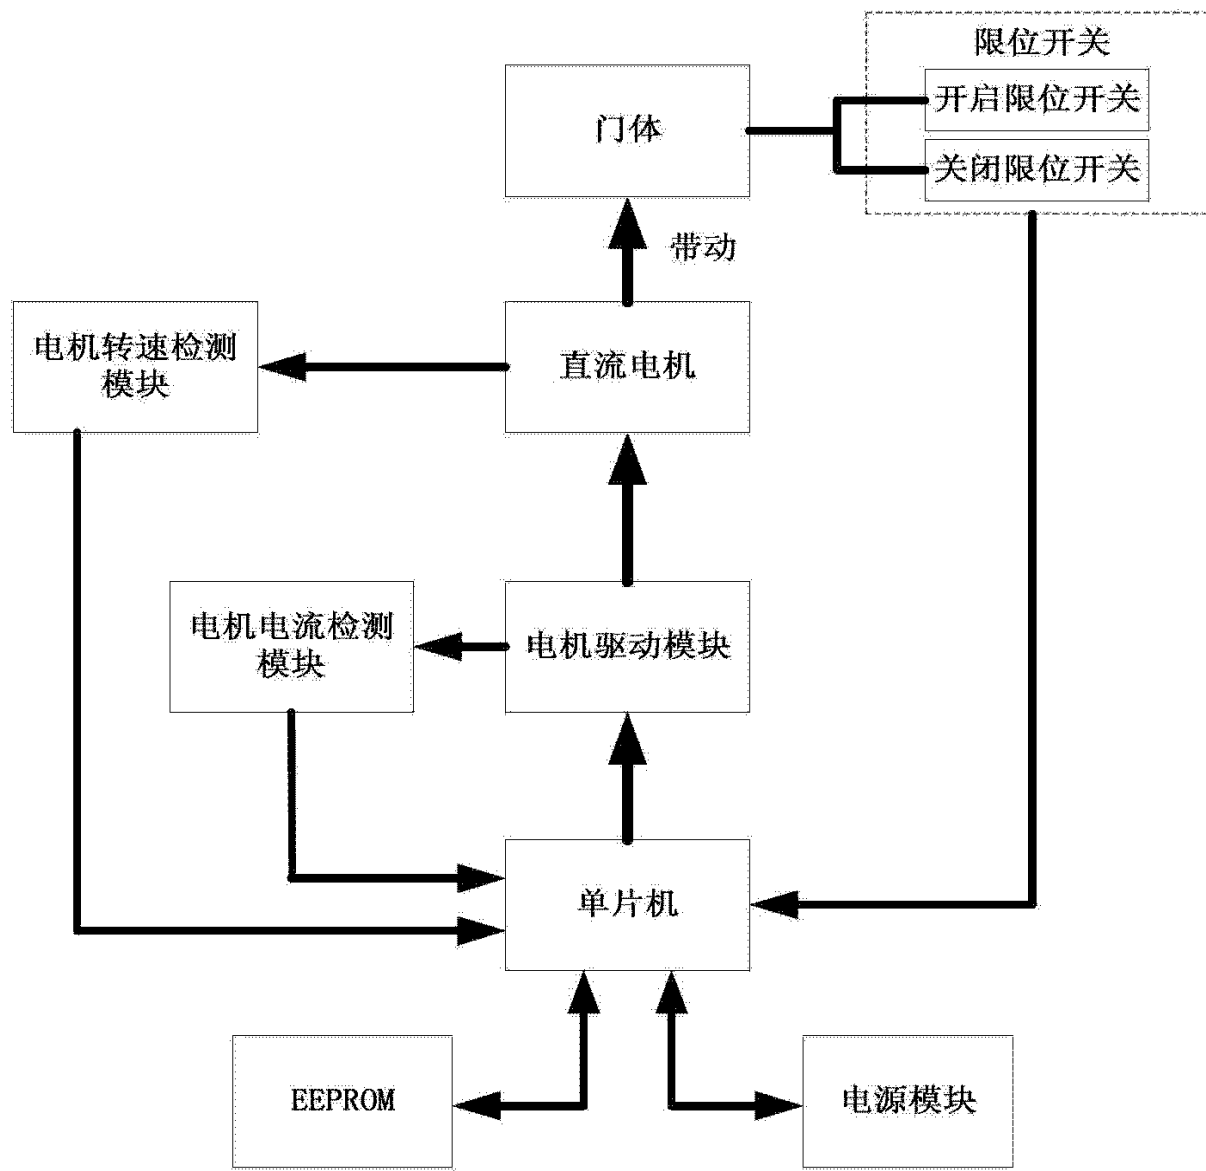 限位开关
开启限位开关
门体
关闭限位开关
带动
电机转速检测
模块
直流电机
电机电流检测
模块
电机驱动模块
单片机
EEPROM
电源模块